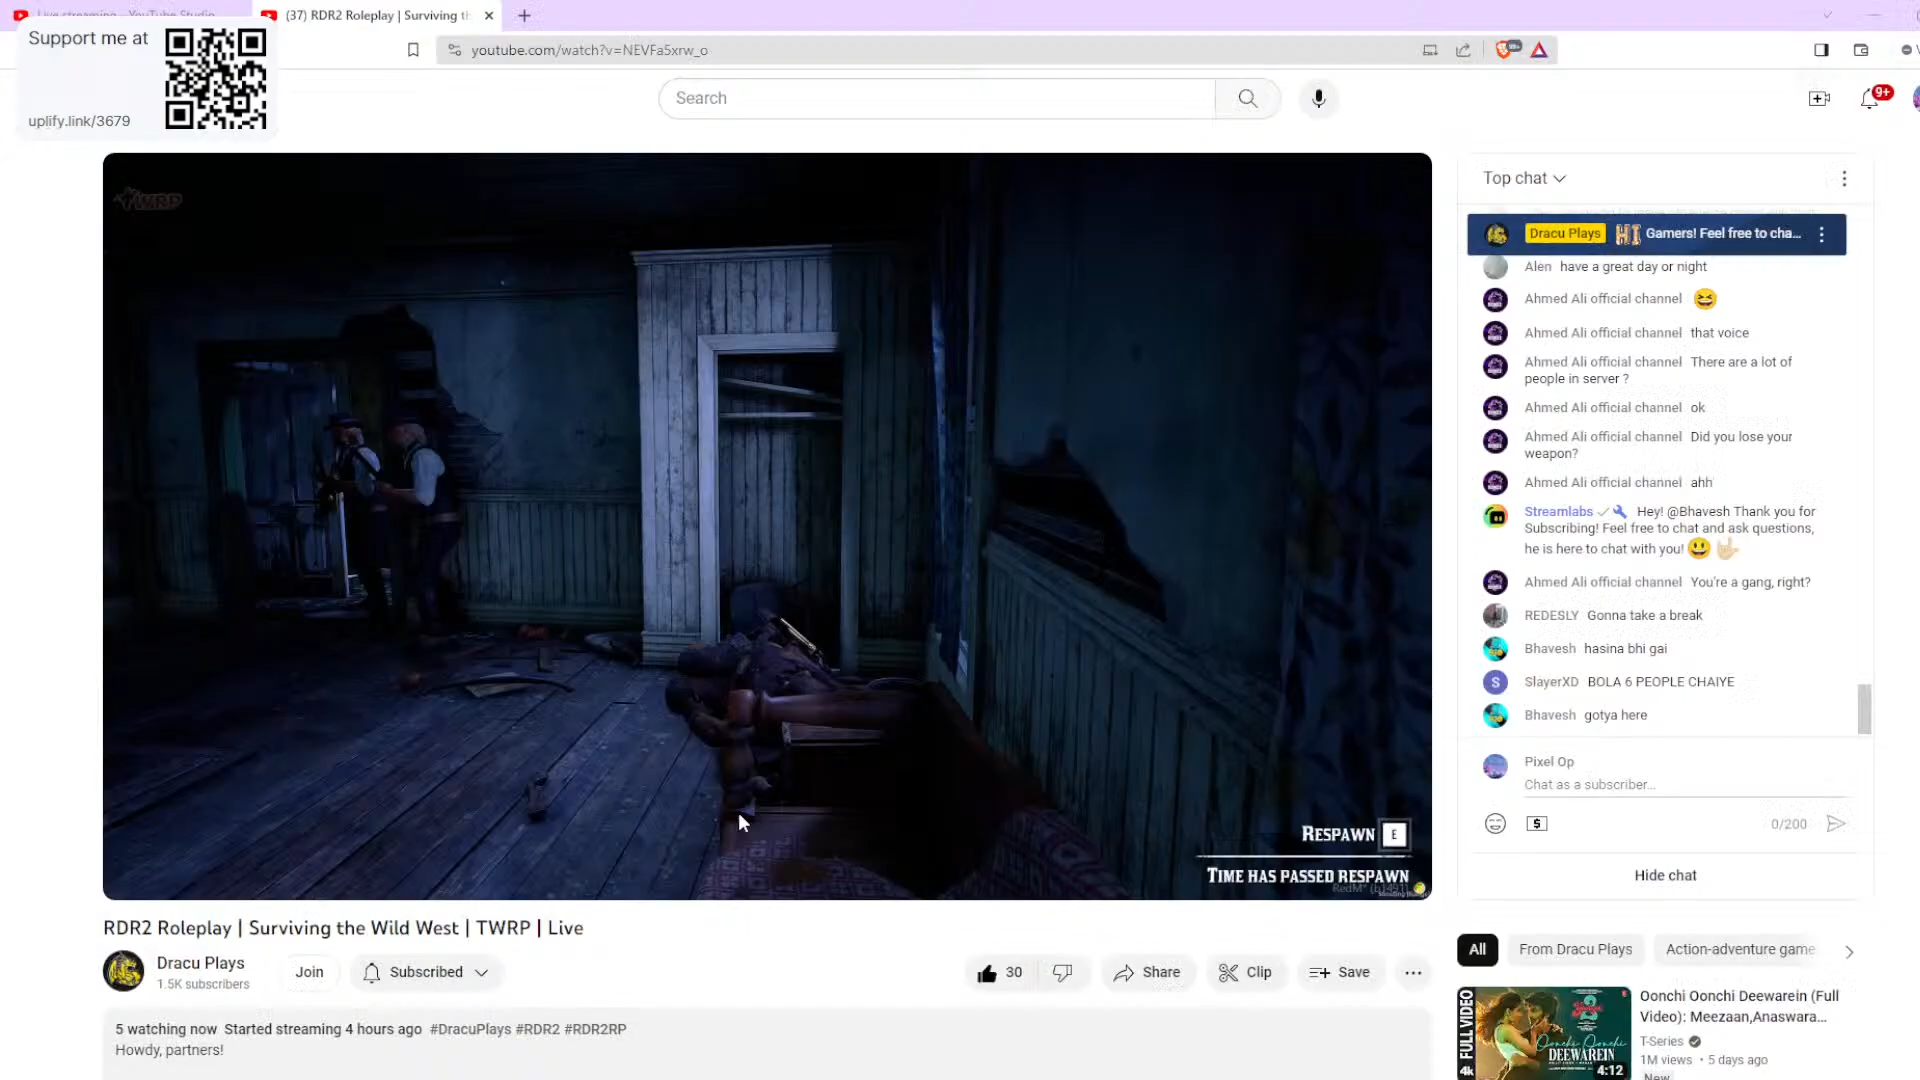 Live streaming - YouTube Studio
(37) RDR2 Roleplay | Surviving th
Support me at
uplify.link/3679
youtube.com/watch?v=NEVFa5xrw_o
Search
9+
TWRP
RESPAWN E
TIME HAS PASSED RESPAWN
Top chat
Dracu Plays HI Gamers! Feel free to cha...
Alen have a great day or night
Ahmed Ali official channel 😆
Ahmed Ali official channel that voice
Ahmed Ali official channel There are a lot of
people in server ?
Ahmed Ali official channel ok
Ahmed Ali official channel Did you lose your
weapon?
Ahmed Ali official channel ahh
Streamlabs Hey! @Bhavesh Thank you for
Subscribing! Feel free to chat and ask questions,
he is here to chat with you! 😃🤟🏻
Ahmed Ali official channel You're a gang, right?
REDESLY Gonna take a break
Bhavesh hasina bhi gai
S SlayerXD BOLA 6 PEOPLE CHAIYE
Bhavesh gotya here
Pixel Op
Chat as a subscriber...
0/200
Hide chat
RDR2 Roleplay | Surviving the Wild West | TWRP | Live
Dracu Plays
1.5K subscribers
Join
Subscribed
30
Share
Clip
Save
5 watching now Started streaming 4 hours ago #DracuPlays #RDR2 #RDR2RP
Howdy, partners!
All
From Dracu Plays
Action-adventure game
FULL VIDEO
4k
DEEWAREIN
4:12
Oonchi Oonchi Deewarein (Full
Video): Meezaan,Anaswara...
T-Series
1M views • 5 days ago
New